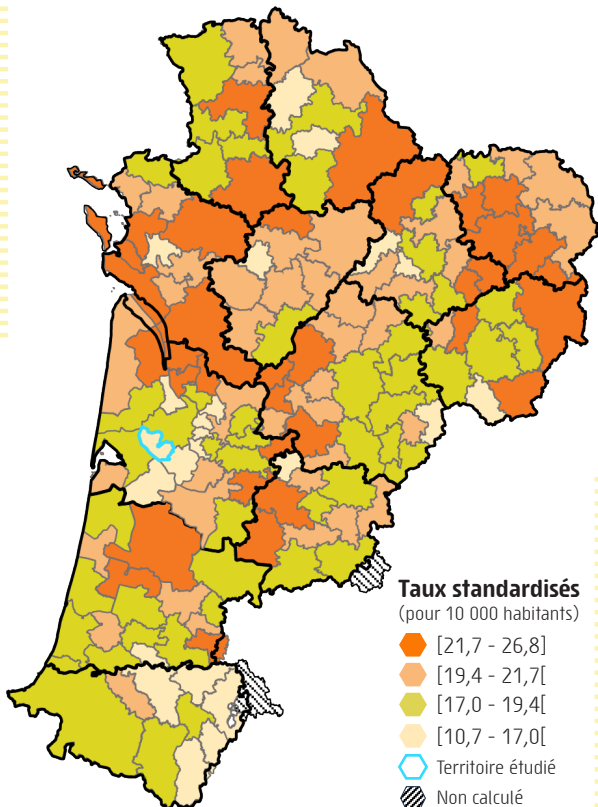 Taux standardisés
(pour 10 000 habitants)
[21,7 - 26,8]
[19,4 - 21,7[
[17,0 - 19,4[
[10,7 - 17,0[
Territoire étudié
Non calculé